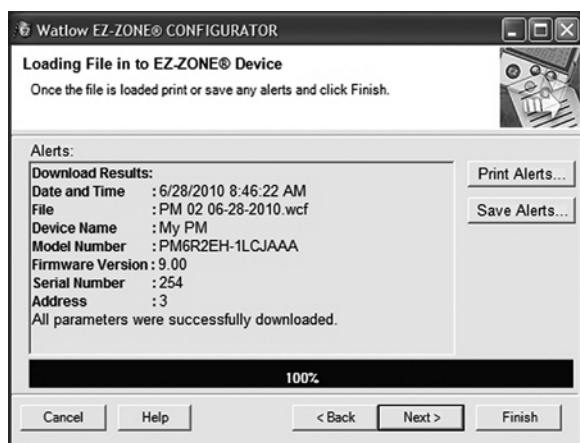 Watlow EZ-ZONE® CONFIGURATOR
Loading File in to EZ-ZONE® Device
Once the file is loaded print or save any alerts and click Finish.
Alerts:
Download Results:
Date and Time : 6/28/2010 8:46:22 AM
File : PM 02 06-28-2010.wcf
Device Name : My PM
Model Number : PM6R2EH-1LCJAAA
Firmware Version : 9.00
Serial Number : 254
Address : 3
All parameters were successfully downloaded.
Print Alerts...
Save Alerts...
100%
Cancel Help < Back Next > Finish